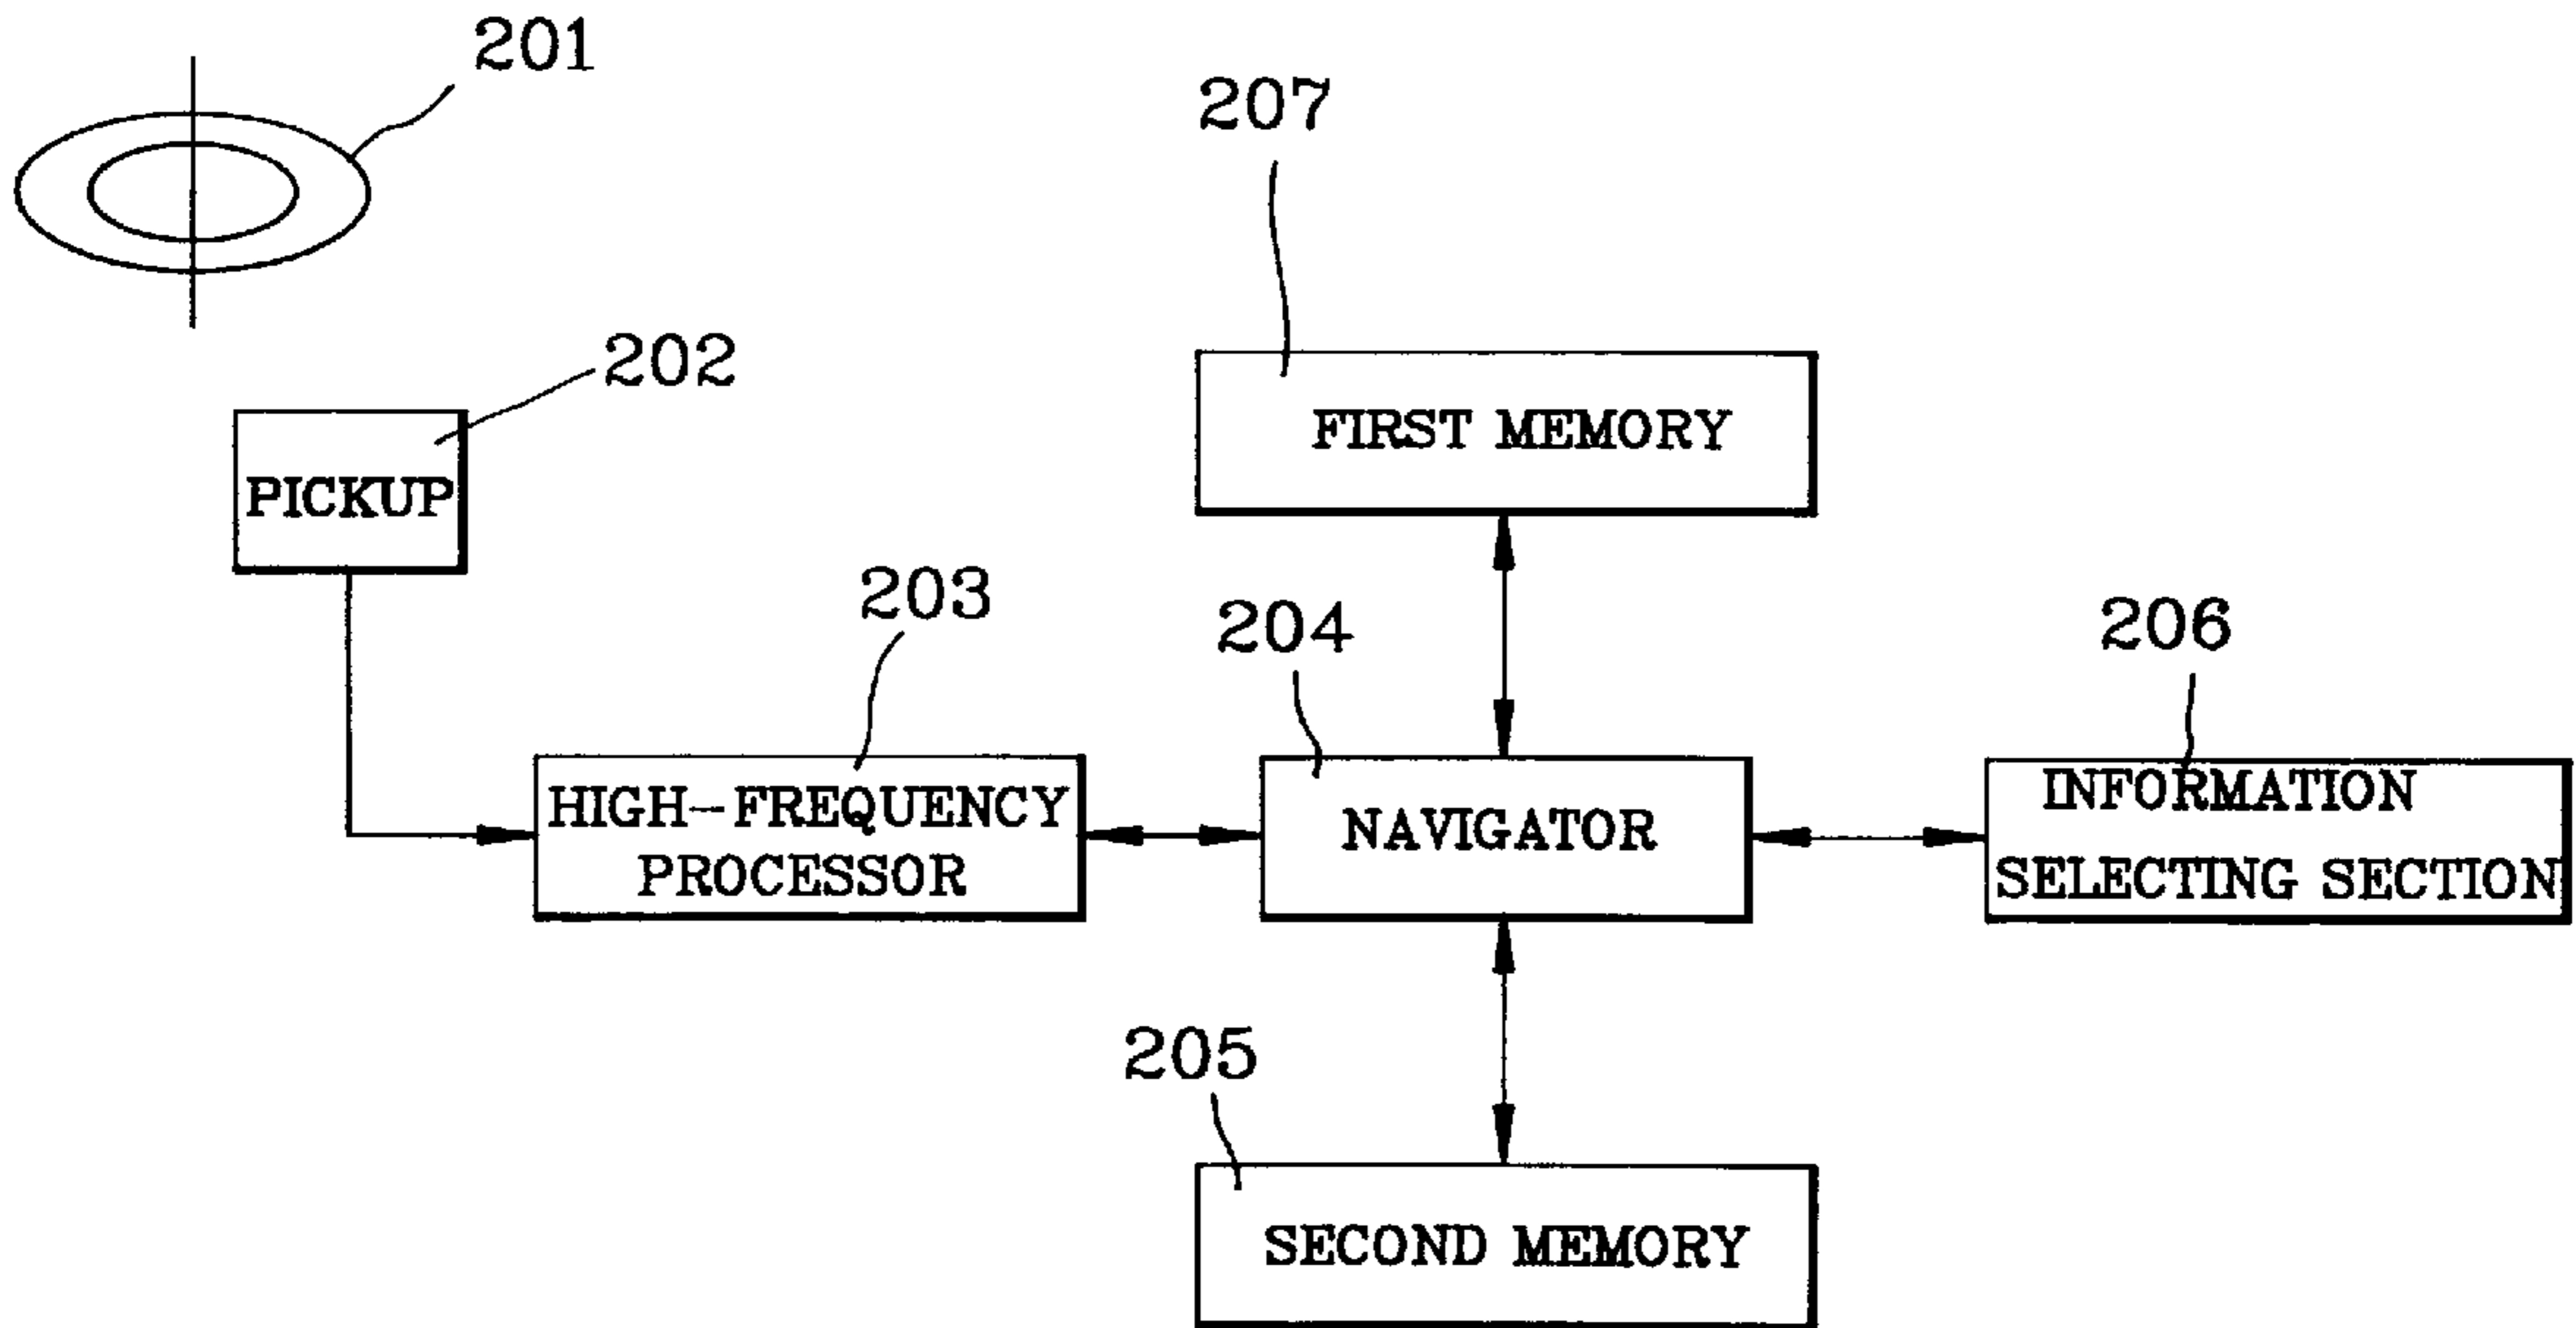 201
207
202
FIRST MEMORY
PICKUP
203
204
206
HIGH-FREQUENCY
PROCESSOR
NAVIGATOR
INFORMATION
SELECTING SECTION
205
SECOND MEMORY